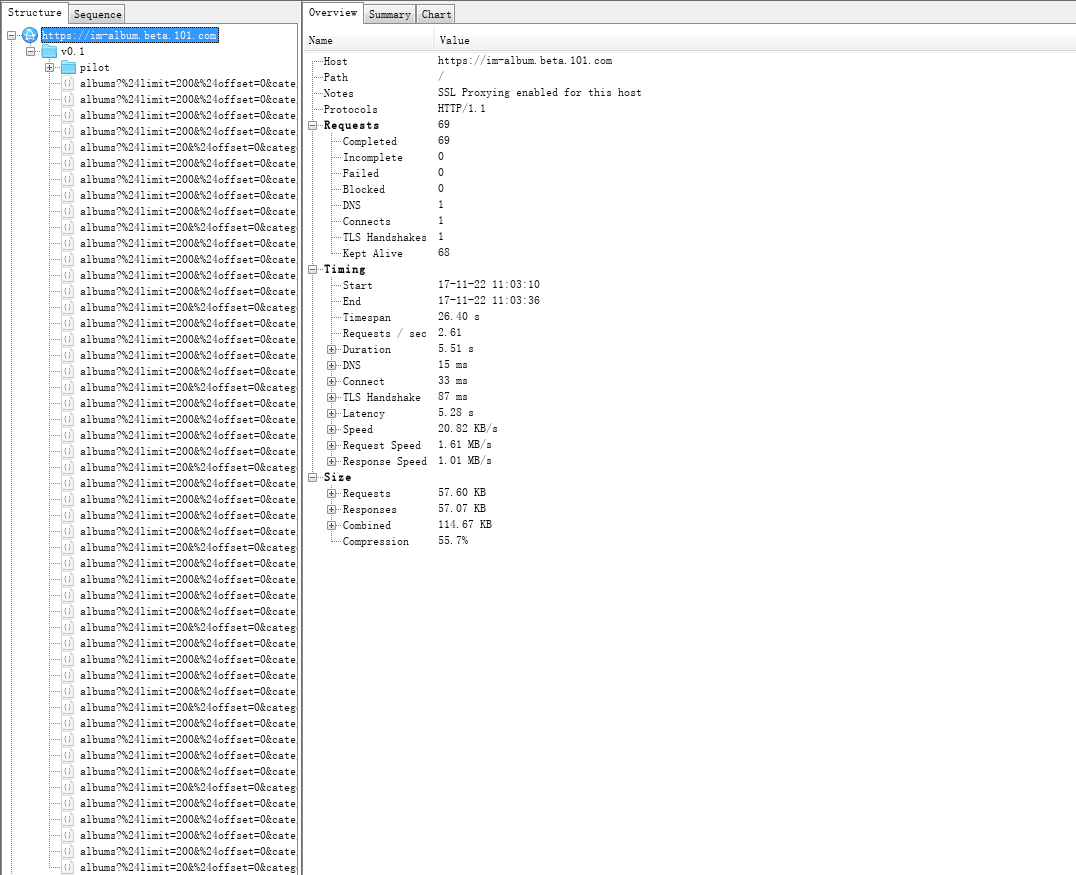 Structure
Sequence
https://im-album.beta.101.com
v0.1
pilot
albums?%24limit=200&%24offset=0&cate
albums?%24limit=200&%24offset=0&cate
albums?%24limit=200&%24offset=0&cate
albums?%24limit=200&%24offset=0&cate
albums?%24limit=20&%24offset=0&categ
albums?%24limit=200&%24offset=0&cate
albums?%24limit=200&%24offset=0&cate
albums?%24limit=200&%24offset=0&cate
albums?%24limit=200&%24offset=0&cate
albums?%24limit=20&%24offset=0&categ
albums?%24limit=200&%24offset=0&cate
albums?%24limit=200&%24offset=0&cate
albums?%24limit=200&%24offset=0&cate
albums?%24limit=200&%24offset=0&cate
albums?%24limit=20&%24offset=0&categ
albums?%24limit=200&%24offset=0&cate
albums?%24limit=200&%24offset=0&cate
albums?%24limit=200&%24offset=0&cate
albums?%24limit=200&%24offset=0&cate
albums?%24limit=20&%24offset=0&categ
albums?%24limit=200&%24offset=0&cate
albums?%24limit=200&%24offset=0&cate
albums?%24limit=200&%24offset=0&cate
albums?%24limit=200&%24offset=0&cate
albums?%24limit=20&%24offset=0&categ
albums?%24limit=200&%24offset=0&cate
albums?%24limit=200&%24offset=0&cate
albums?%24limit=200&%24offset=0&cate
albums?%24limit=200&%24offset=0&cate
albums?%24limit=20&%24offset=0&categ
albums?%24limit=200&%24offset=0&cate
albums?%24limit=200&%24offset=0&cate
albums?%24limit=200&%24offset=0&cate
albums?%24limit=200&%24offset=0&cate
albums?%24limit=20&%24offset=0&categ
albums?%24limit=200&%24offset=0&cate
albums?%24limit=200&%24offset=0&cate
albums?%24limit=200&%24offset=0&cate
albums?%24limit=200&%24offset=0&cate
albums?%24limit=20&%24offset=0&categ
albums?%24limit=200&%24offset=0&cate
albums?%24limit=200&%24offset=0&cate
albums?%24limit=200&%24offset=0&cate
albums?%24limit=200&%24offset=0&cate
albums?%24limit=20&%24offset=0&categ
albums?%24limit=200&%24offset=0&cate
albums?%24limit=200&%24offset=0&cate
albums?%24limit=200&%24offset=0&cate
albums?%24limit=200&%24offset=0&cate
albums?%24limit=20&%24offset=0&categ
Overview
Summary
Chart
Name Value
Host https://im-album.beta.101.com
Path /
Notes SSL Proxying enabled for this host
Protocols HTTP/1.1
Requests 69
Completed 69
Incomplete 0
Failed 0
Blocked 0
DNS 1
Connects 1
TLS Handshakes 1
Kept Alive 68
Timing
Start 17-11-22 11:03:10
End 17-11-22 11:03:36
Timespan 26.40 s
Requests / sec 2.61
Duration 5.51 s
DNS 15 ms
Connect 33 ms
TLS Handshake 87 ms
Latency 5.28 s
Speed 20.82 KB/s
Request Speed 1.61 MB/s
Response Speed 1.01 MB/s
Size
Requests 57.60 KB
Responses 57.07 KB
Combined 114.67 KB
Compression 55.7%